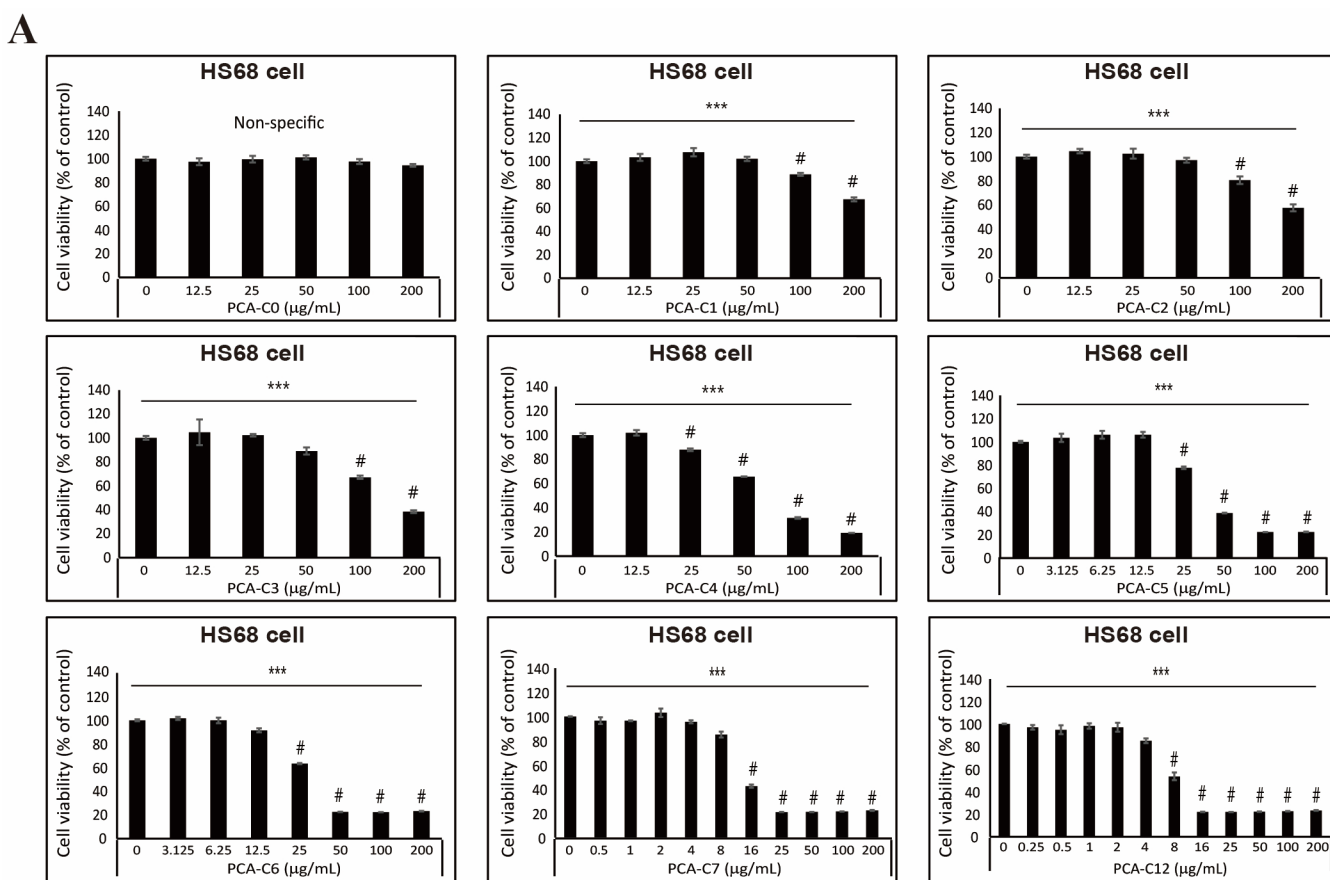 A
HS68 cell
Cell viability (% of control)
140
120
100
80
60
40
20
0
Non-specific
0 12.5 25 50 100 200
PCA-C0 (µg/mL)
HS68 cell
Cell viability (% of control)
140
120
100
80
60
40
20
0
***
# #
0 12.5 25 50 100 200
PCA-C1 (µg/mL)
HS68 cell
Cell viability (% of control)
140
120
100
80
60
40
20
0
***
# #
0 12.5 25 50 100 200
PCA-C2 (µg/mL)
HS68 cell
Cell viability (% of control)
140
120
100
80
60
40
20
0
***
# #
0 12.5 25 50 100 200
PCA-C3 (µg/mL)
HS68 cell
Cell viability (% of control)
140
120
100
80
60
40
20
0
***
# # # #
0 12.5 25 50 100 200
PCA-C4 (µg/mL)
HS68 cell
Cell viability (% of control)
140
120
100
80
60
40
20
0
***
# # # #
0 3.125 6.25 12.5 25 50 100 200
PCA-C5 (µg/mL)
HS68 cell
Cell viability (% of control)
140
120
100
80
60
40
20
0
***
# # # #
0 3.125 6.25 12.5 25 50 100 200
PCA-C6 (µg/mL)
HS68 cell
Cell viability (% of control)
140
120
100
80
60
40
20
0
***
# # # # #
0 0.5 1 2 4 8 16 25 50 100 200
PCA-C7 (µg/mL)
HS68 cell
Cell viability (% of control)
140
120
100
80
60
40
20
0
***
# # # # # #
0 0.25 0.5 1 2 4 8 16 25 50 100 200
PCA-C12 (µg/mL)